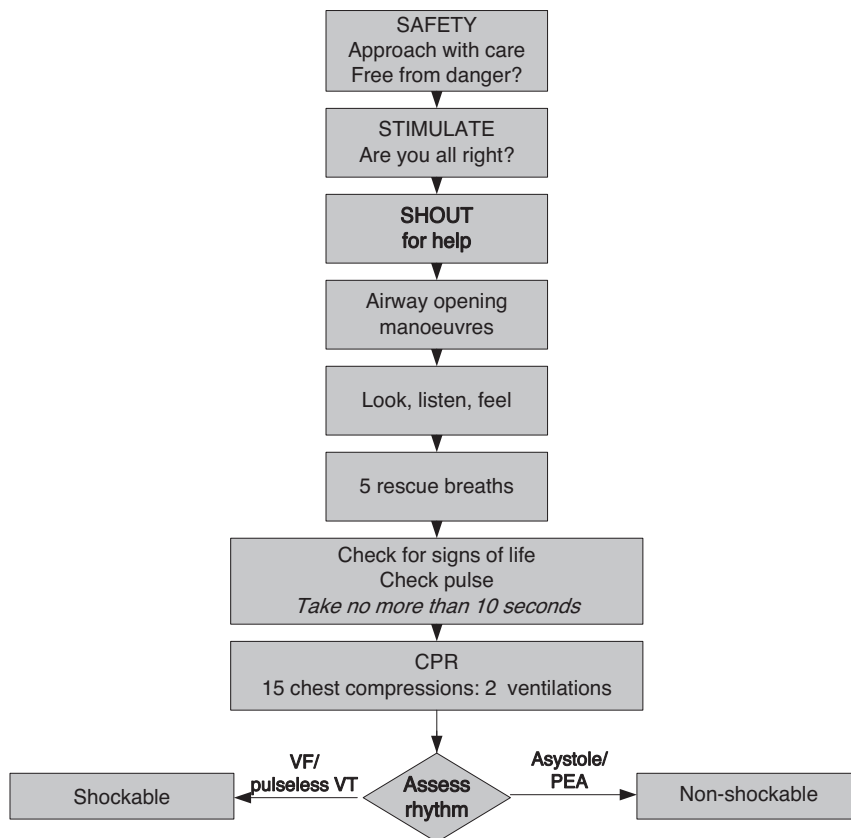 SAFETY
Approach with care
Free from danger?
STIMULATE
Are you all right?
SHOUT
for help
Airway opening
manoeuvres
Look, listen, feel
5 rescue breaths
Check for signs of life
Check pulse
Take no more than 10 seconds
CPR
15 chest compressions: 2 ventilations
VF/
pulseless VT
Asystole/
PEA
Shockable
Assess
rhythm
Non-shockable